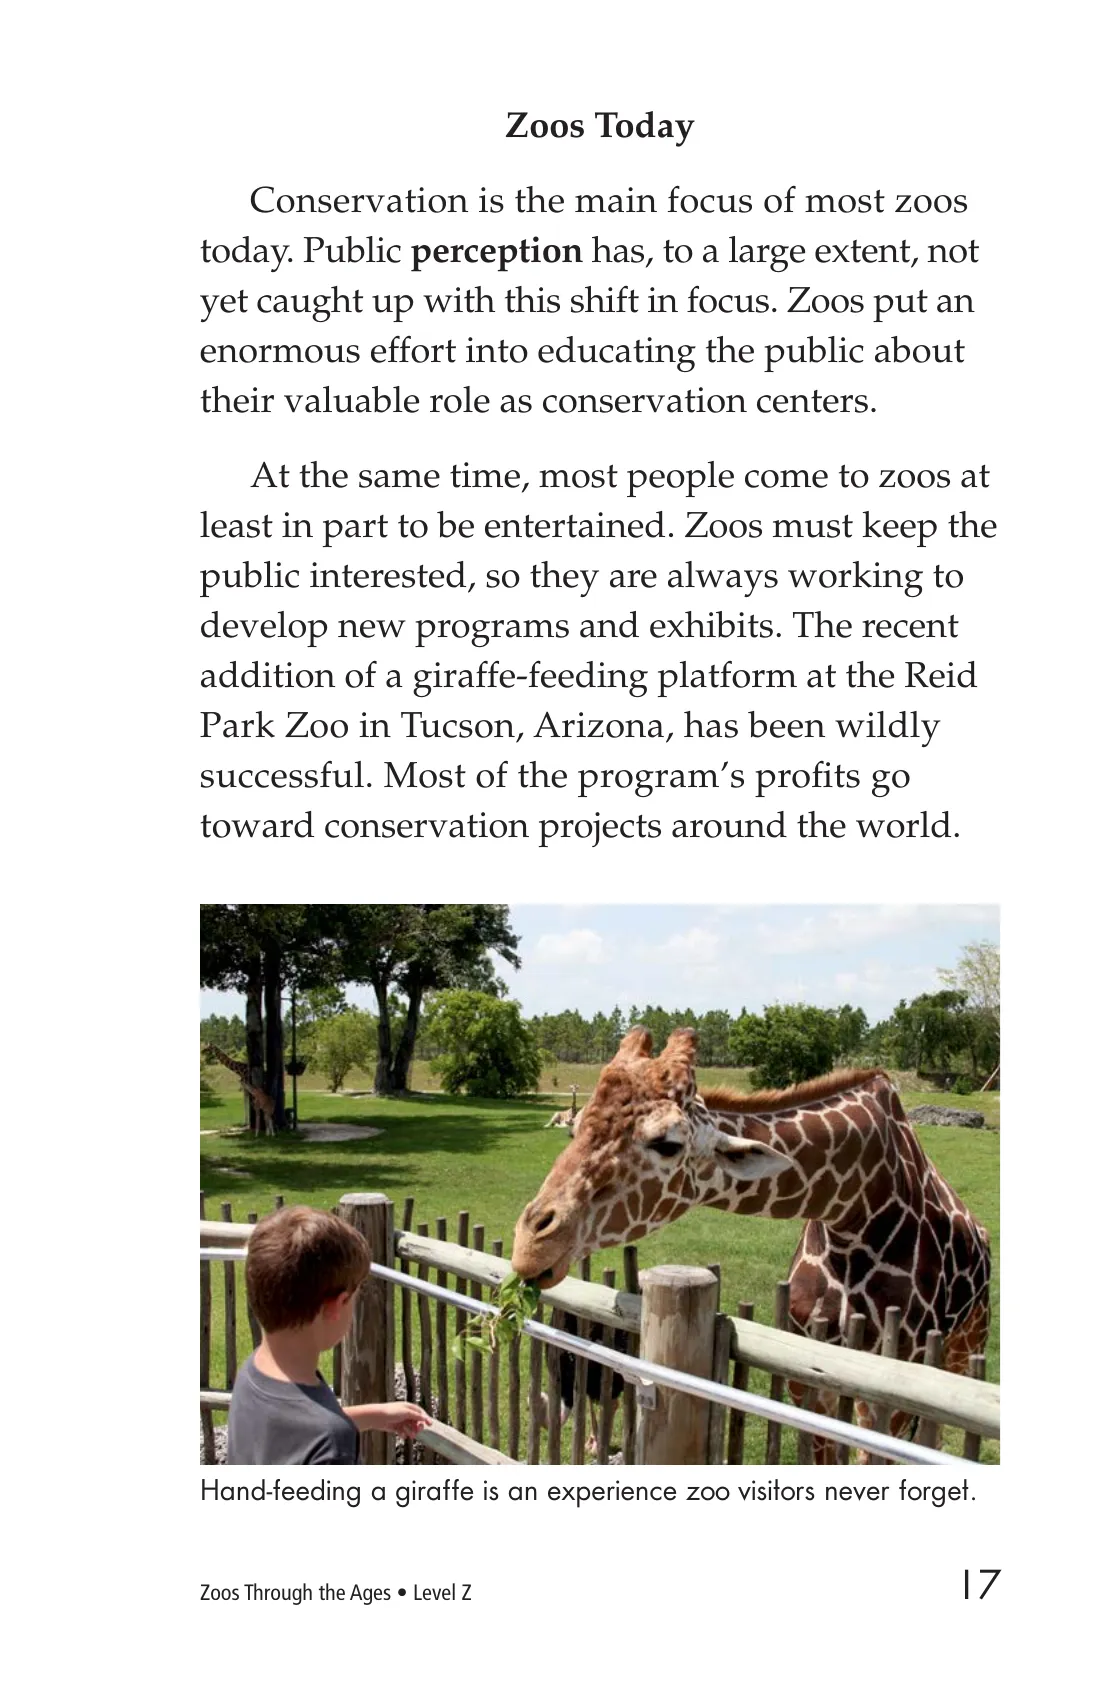 Zoos Today
Conservation is the main focus of most zoos
today. Public perception has, to a large extent, not
yet caught up with this shift in focus. Zoos put an
enormous effort into educating the public about
their valuable role as conservation centers.
At the same time, most people come to zoos at
least in part to be entertained. Zoos must keep the
public interested, so they are always working to
develop new programs and exhibits. The recent
addition of a giraffe-feeding platform at the Reid
Park Zoo in Tucson, Arizona, has been wildly
successful. Most of the program’s profits go
toward conservation projects around the world.
Hand-feeding a giraffe is an experience zoo visitors never forget.
Zoos Through the Ages • Level Z
17